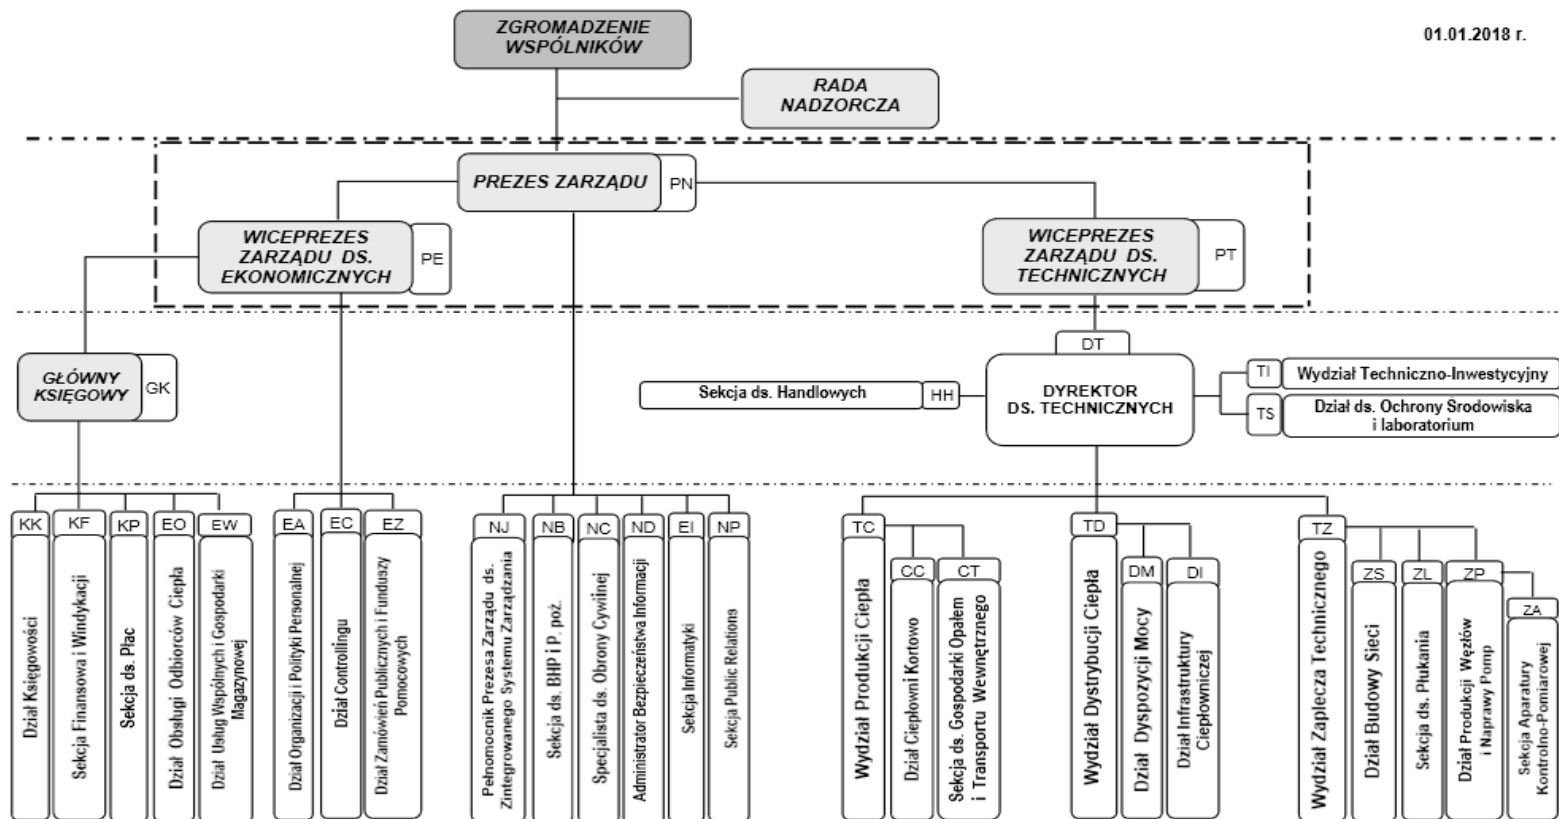 ZGROMADZENIE
WSPÓLNIKÓW
01.01.2018 r.
RADA
NADZORCZA
PREZES ZARZĄDU
PN
WICEPREZES
ZARZĄDU DS.
EKONOMICZNYCH
PE
WICEPREZES
ZARZĄDU DS.
TECHNICZNYCH
PT
GŁÓWNY
KSIĘGOWY
GK
DT
DYREKTOR
DS. TECHNICZNYCH
Sekcja ds. Handlowych
HH
TI
Wydział Techniczno-Inwestycyjny
TS
Dział ds. Ochrony Środowiska
i laboratorium
KK
Dział Księgowości
KF
Sekcja Finansowa i Windykacji
KP
Sekcja ds. Płac
EO
Dział Obsługi Odbiorców Ciepła
EW
Dział Usług Wspólnych i Gospodarki
Magazynowej
EA
Dział Organizacji i Polityki Personalnej
EC
Dział Controllingu
EZ
Dział Zamówień Publicznych i Funduszy
Pomocowych
NJ
Pełnomocnik Prezesa Zarządu ds.
Zintegrowanego Systemu Zarządzania
NB
Sekcja ds. BHP i P. poż.
NC
Specjalista ds. Obrony Cywilnej
ND
Administrator Bezpieczeństwa Informacji
EI
Sekcja Informatyki
NP
Sekcja Public Relations
TC
Wydział Produkcji Ciepła
CC
Dział Ciepłowni Kortowo
CT
Sekcja ds. Gospodarki Opałem
i Transportu Wewnętrznego
TD
Wydział Dystrybucji Ciepła
DM
Dział Dyspozycji Mocy
DI
Dział Infrastruktury
Ciepłowniczej
TZ
Wydział Zaplecza Technicznego
ZS
Dział Budowy Sieci
ZL
Sekcja ds. Płukania
ZP
Dział Produkcji Węzłów
i Naprawy Pomp
ZA
Sekcja Aparatury
Kontrolno-Pomiarowej